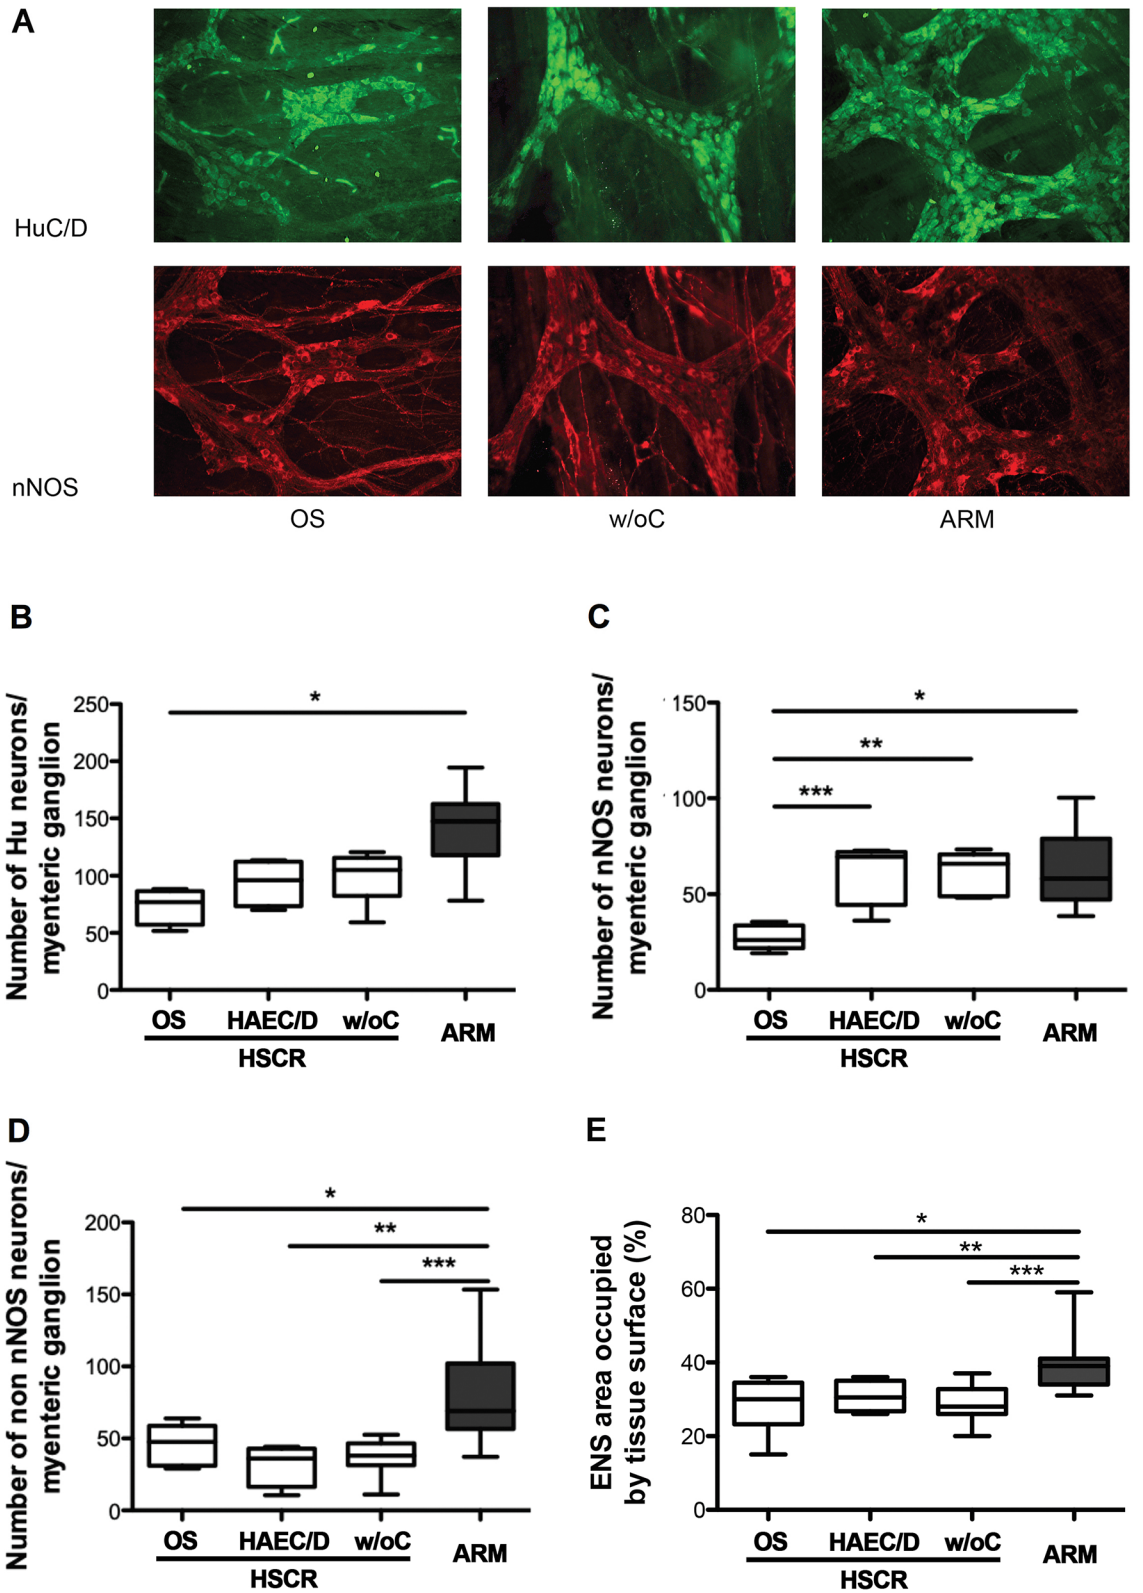 A
HuC/D
nNOS
OS w/oC ARM
B
Number of Hu neurons/
myenteric ganglion
250
200
150
100
50
0
*
OS HAEC/D w/oC ARM
HSCR
C
Number of nNOS neurons/
myenteric ganglion
150
100
50
0
*
**
***
OS HAEC/D w/oC ARM
HSCR
D
Number of non nNOS neurons/
myenteric ganglion
200
150
100
50
0
*
**
***
OS HAEC/D w/oC ARM
HSCR
E
ENS area occupied
by tissue surface (%)
80
60
40
20
0
*
**
***
OS HAEC/D w/oC ARM
HSCR